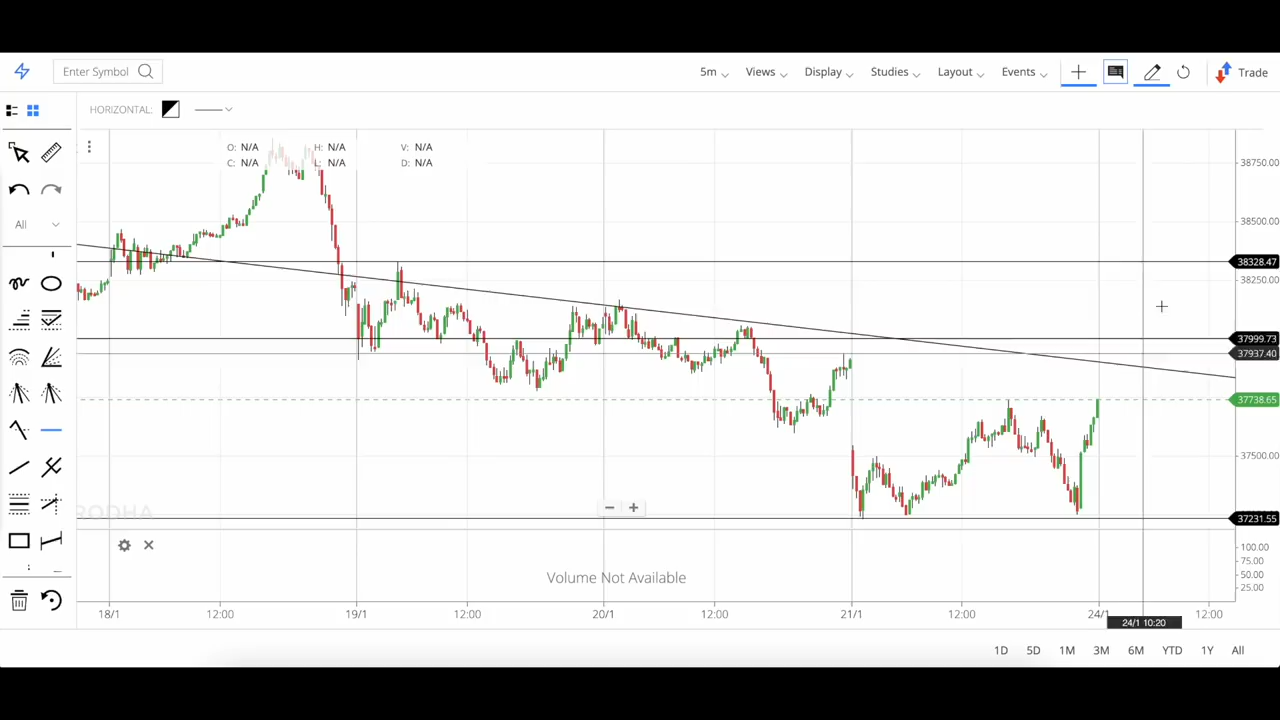 Enter Symbol 5m Views Display Studies Layout Events Trade
HORIZONTAL:
O: N/A H: N/A V: N/A
C: N/A L: N/A D: N/A
All
38750.00
38500.00
38328.47
38250.00
37999.73
37937.40
37738.65
37500.00
RODHA
37231.55
Volume Not Available
100.00
75.00
50.00
25.00
18/1 12:00 19/1 12:00 20/1 12:00 21/1 12:00 24/1 12:00
24/1 10:20
1D 5D 1M 3M 6M YTD 1Y All